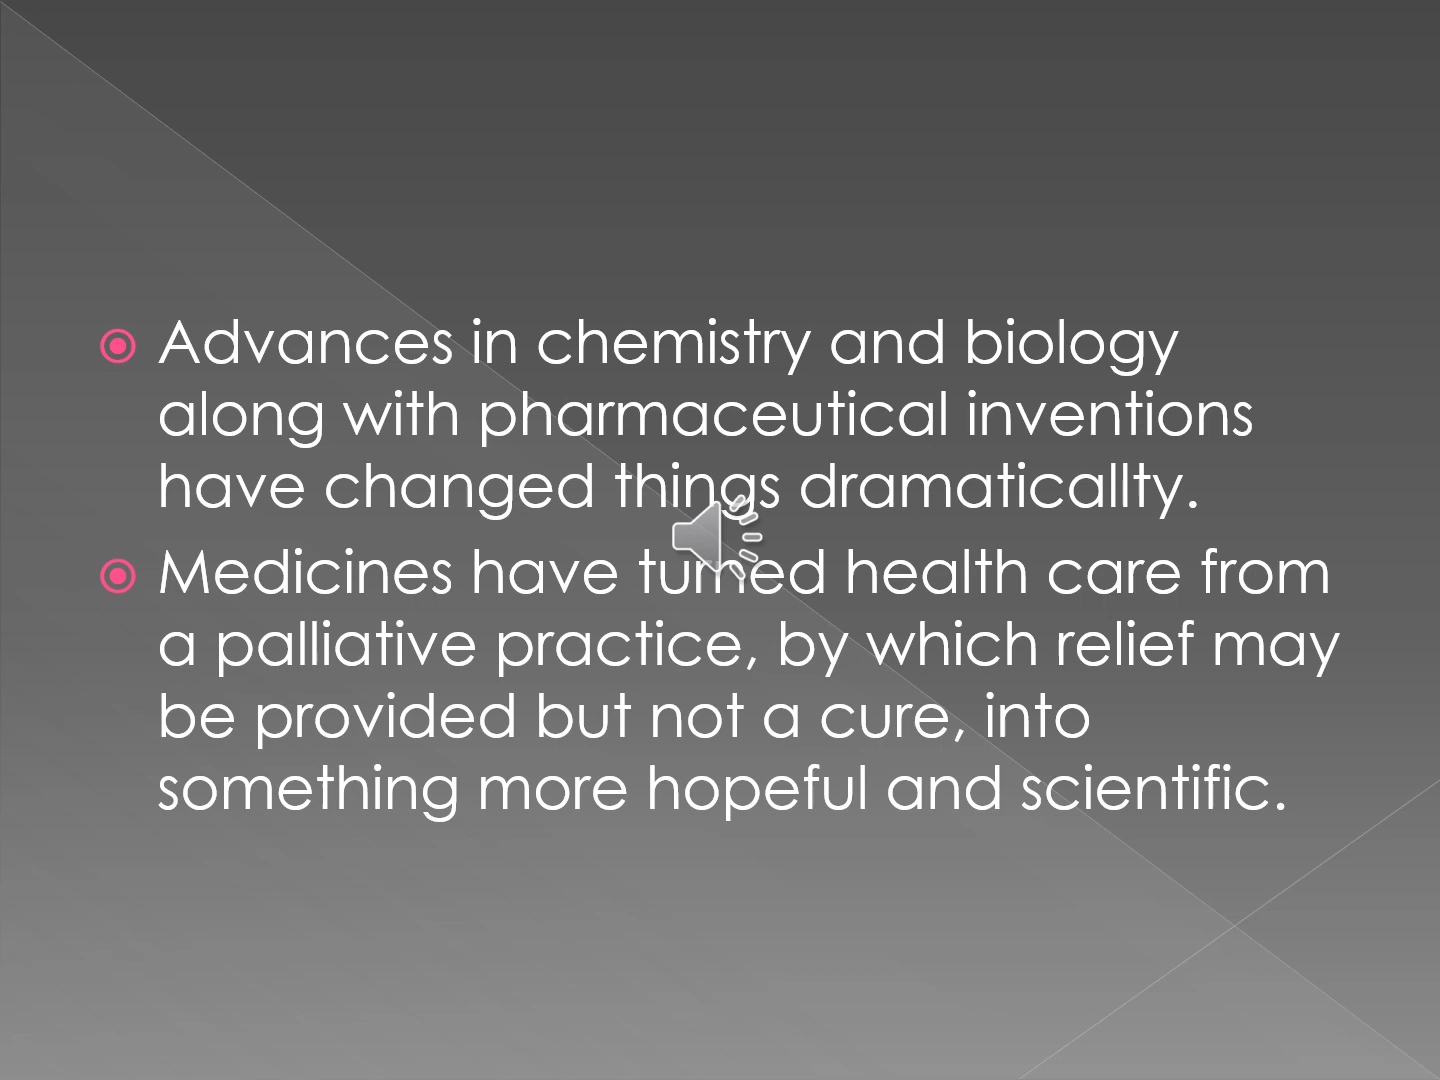 Advances in chemistry and biology
along with pharmaceutical inventions
have changed things dramaticallty.
Medicines have turned health care from
a palliative practice, by which relief may
be provided but not a cure, into
something more hopeful and scientific.